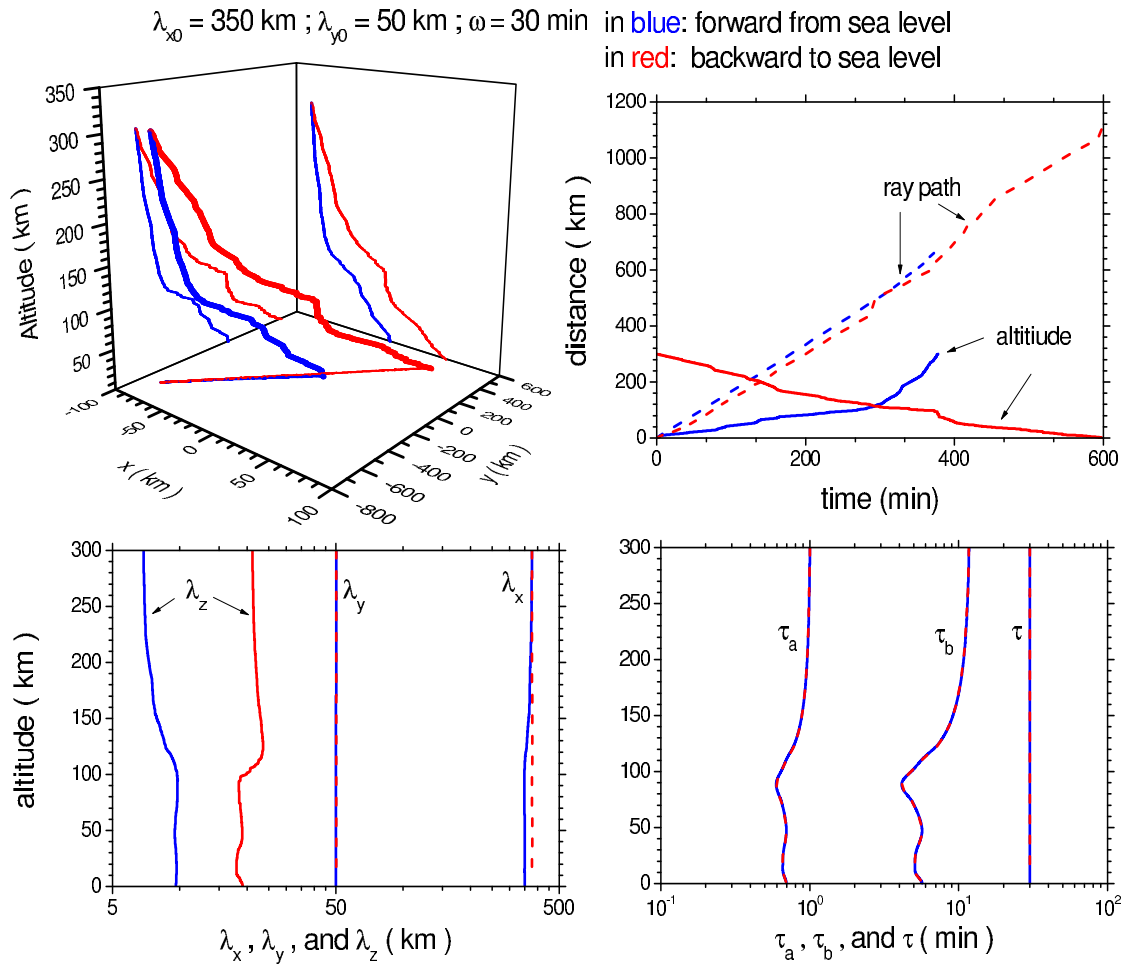 λx0 = 350 km ; λy0 = 50 km ; ω = 30 min in blue: forward from sea level
in red: backward to sea level
350
300
250
200
150
100
50
Altitude ( km )
-100
-50
0
50
100
x (km)
600
400
200
0
-200
-400
-600
-800
y (km)
1200
1000
800
600
400
200
0
distance ( km )
ray path
altitiude
0 200 400 600
time (min)
300
250
200
150
100
50
0
altitude ( km )
λz
λy
λx
5 50 500
λx , λy , and λz ( km )
300
250
200
150
100
50
0
τa
τb
τ
10-1 100 101 102
τa , τb , and τ ( min )